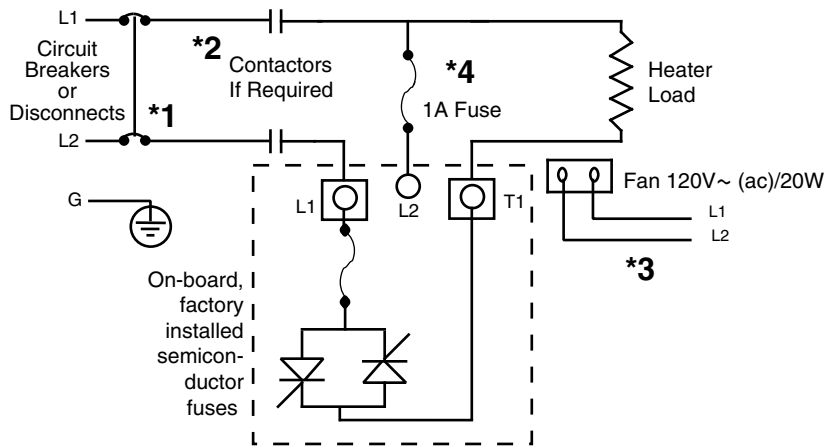 L1
Circuit
Breakers
or
Disconnects
L2
*1
*2
Contactors
If Required
*4
1A Fuse
Heater
Load
G
L1
L2
T1
Fan 120V~ (ac)/20W
L1
L2
*3
On-board,
factory
installed
semicon-
ductor
fuses